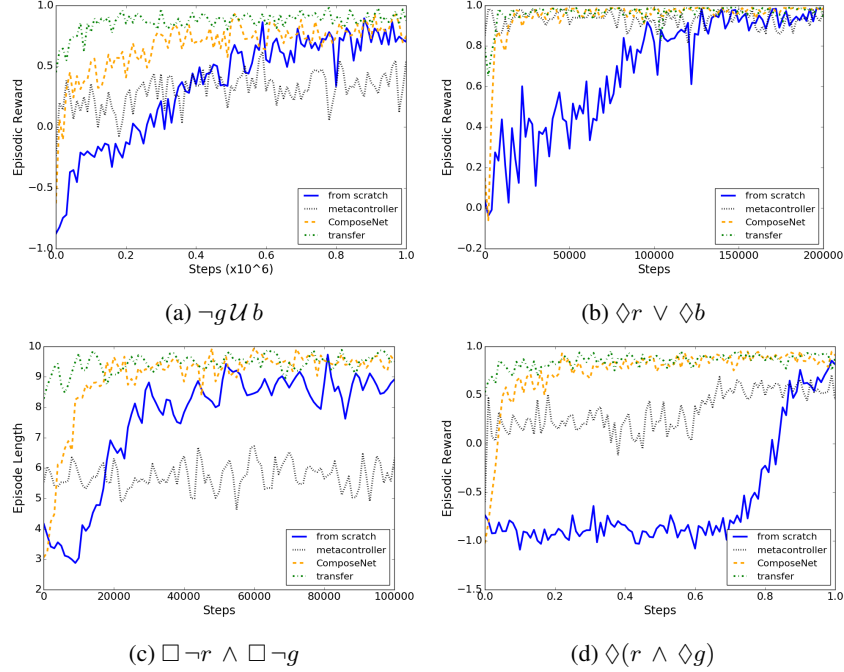 1.0
0.5
0.0
−0.5
−1.0
Episodic Reward
0.0 0.2 0.4 0.6 0.8 1.0
Steps (x10^6)
from scratch
metacontroller
ComposeNet
transfer
(a) ¬g U b
1.0
0.8
0.6
0.4
0.2
0.0
−0.2
Episodic Reward
0 50000 100000 150000 200000
Steps
from scratch
metacontroller
ComposeNet
transfer
(b) ◊r ∨ ◊b
10
9
8
7
6
5
4
3
2
Episode Length
0 20000 40000 60000 80000 100000
Steps
from scratch
metacontroller
ComposeNet
transfer
(c) □ ¬r ∧ □ ¬g
1.0
0.5
0.0
−0.5
−1.0
−1.5
Episodic Reward
0.0 0.2 0.4 0.6 0.8 1.0
Steps
from scratch
metacontroller
ComposeNet
transfer
(d) ◊(r ∧ ◊g)